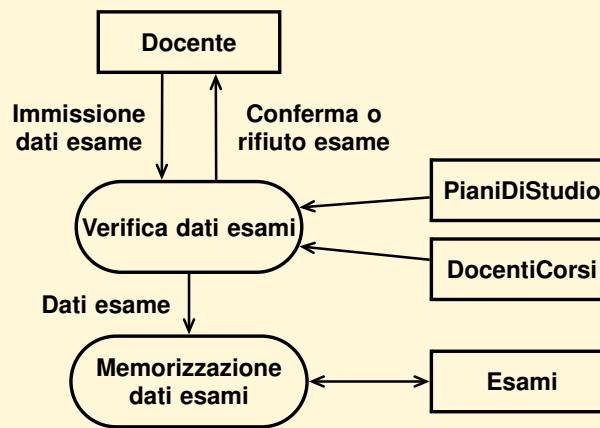 Docente
Immissione
dati esame
Conferma o
rifiuto esame
PianiDiStudio
Verifica dati esami
DocentiCorsi
Dati esame
Memorizzazione
dati esami
Esami